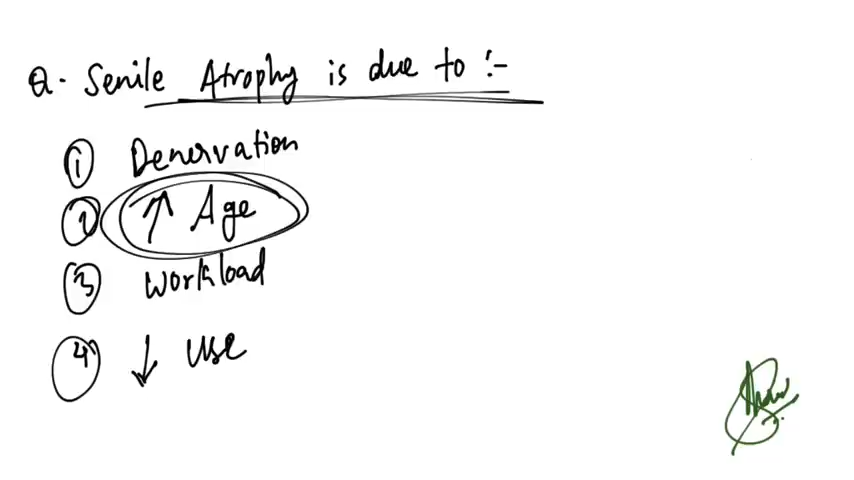 Q. Senile Atrophy is due to :-
① Denervation
② ↑ Age
③ Workload
④ ↓ Use